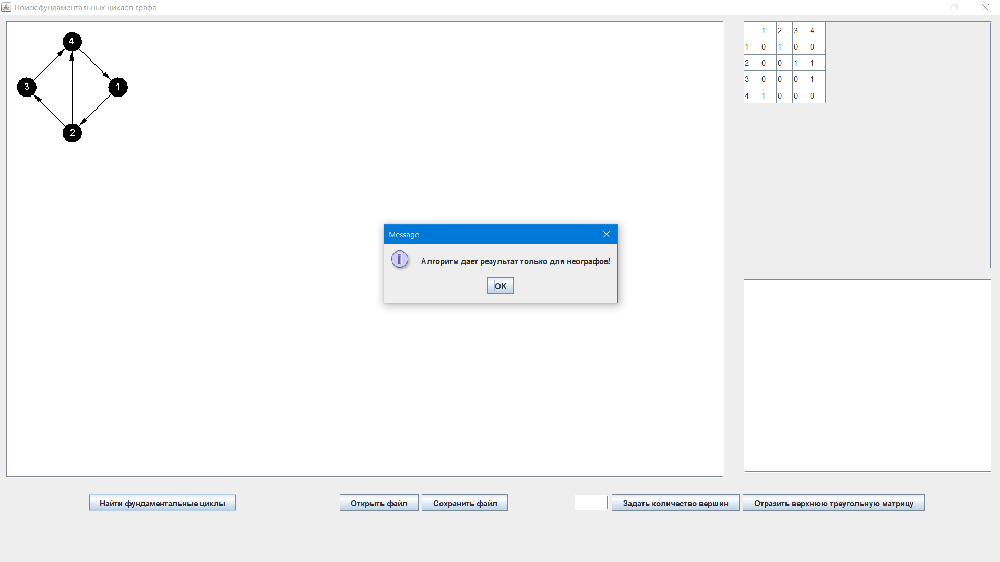 Поиск фундаментальных циклов графа
4
3
1
2
1 2 3 4
1 0 1 0 0
2 0 0 1 1
3 0 0 0 1
4 1 0 0 0
Message
Алгоритм дает результат только для неографов!
OK
Найти фундаментальные циклы
Открыть файл
Сохранить файл
Задать количество вершин
Отразить верхнюю треугольную матрицу